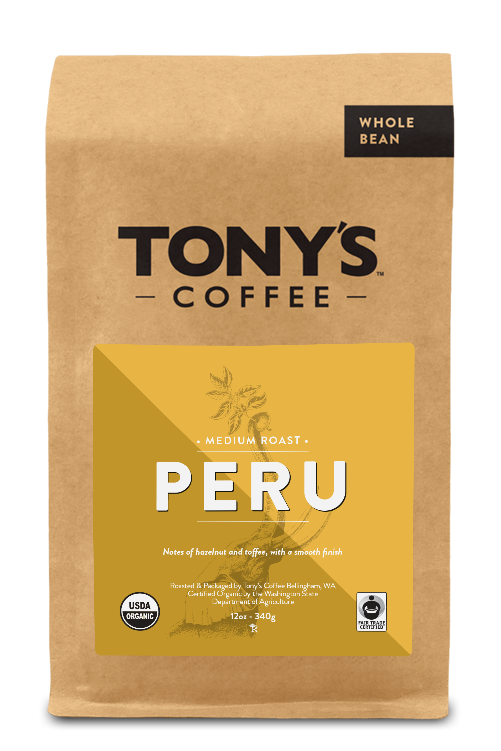 WHOLE
BEAN
TONY'S™
— COFFEE —
• MEDIUM ROAST •
PERU
Notes of hazelnut and toffee, with a smooth finish
Roasted & Packaged by Tony's Coffee Bellingham, WA
Certified Organic by the Washington State
Department of Agriculture
12oz - 340g
USDA
ORGANIC
FAIR TRADE
CERTIFIED